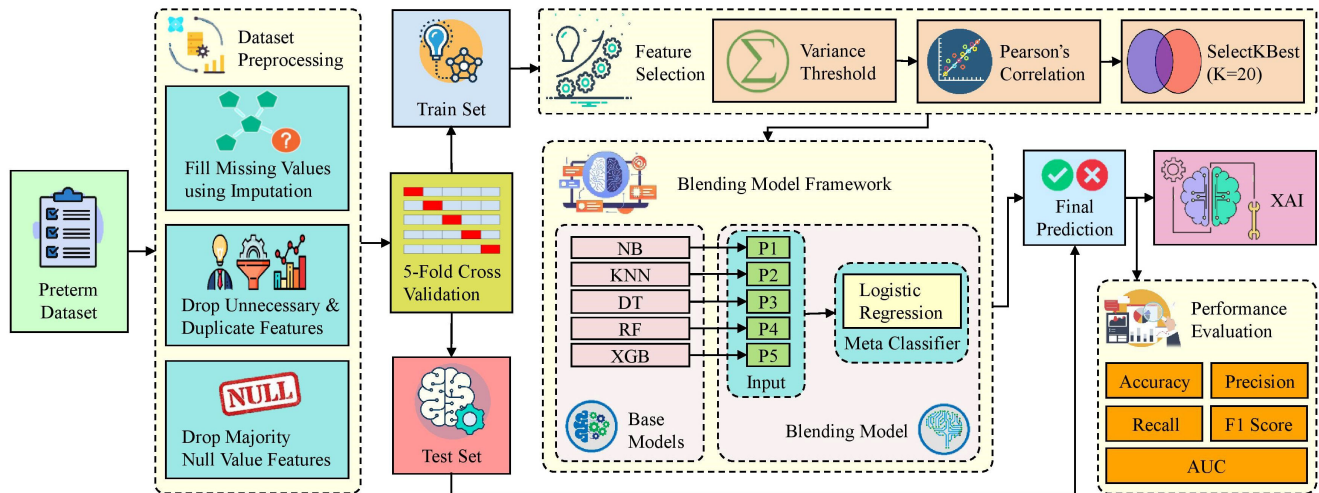 Preterm
Dataset
Dataset
Preprocessing
?
Fill Missing Values
using Imputation
Drop Unnecessary &
Duplicate Features
NULL
Drop Majority
Null Value Features
Train Set
5-Fold Cross
Validation
Test Set
Feature
Selection
Σ
Variance
Threshold
Pearson's
Correlation
SelectKBest
(K=20)
Blending Model Framework
NB
KNN
DT
RF
XGB
Base
Models
P1
P2
P3
P4
P5
Input
Logistic
Regression
Meta Classifier
Blending Model
Final
Prediction
XAI
Performance
Evaluation
Accuracy
Precision
Recall
F1 Score
AUC